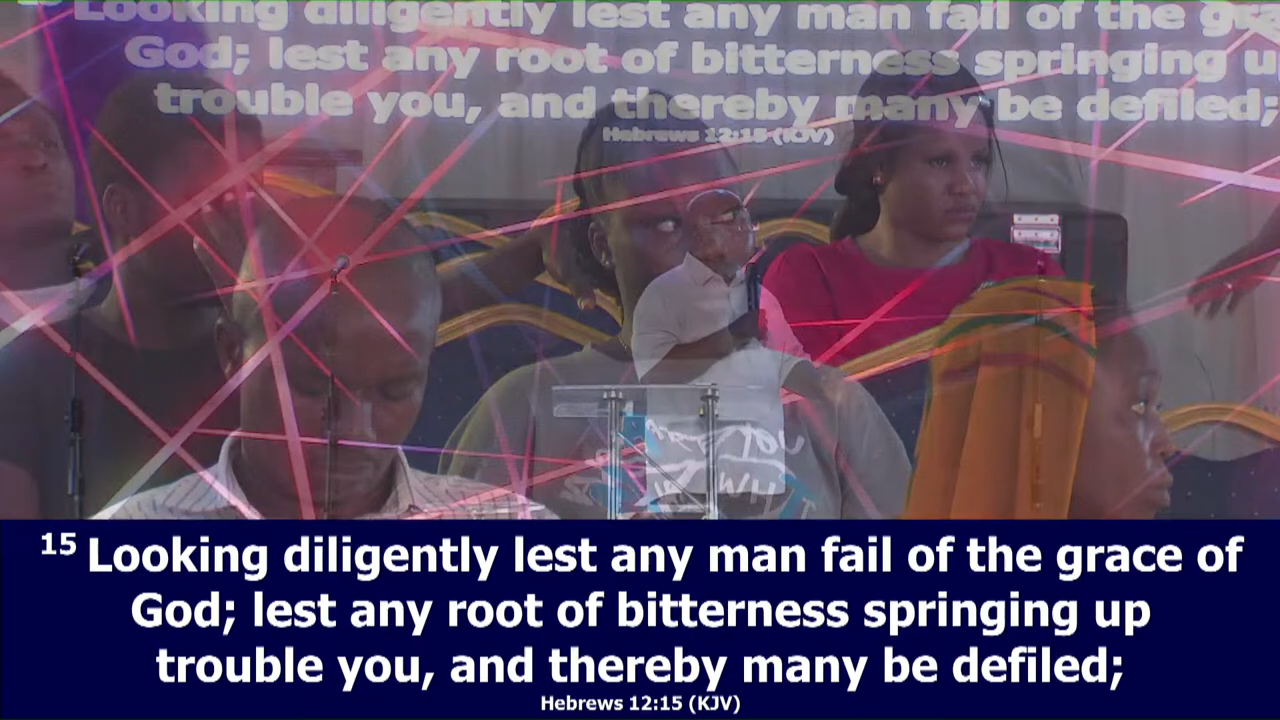 Looking diligently lest any man fail of the gra
God; lest any root of bitterness springing u
trouble you, and thereby many be defiled;
Hebrews 12:15 (KJV)
15 Looking diligently lest any man fail of the grace of
God; lest any root of bitterness springing up
trouble you, and thereby many be defiled;
Hebrews 12:15 (KJV)